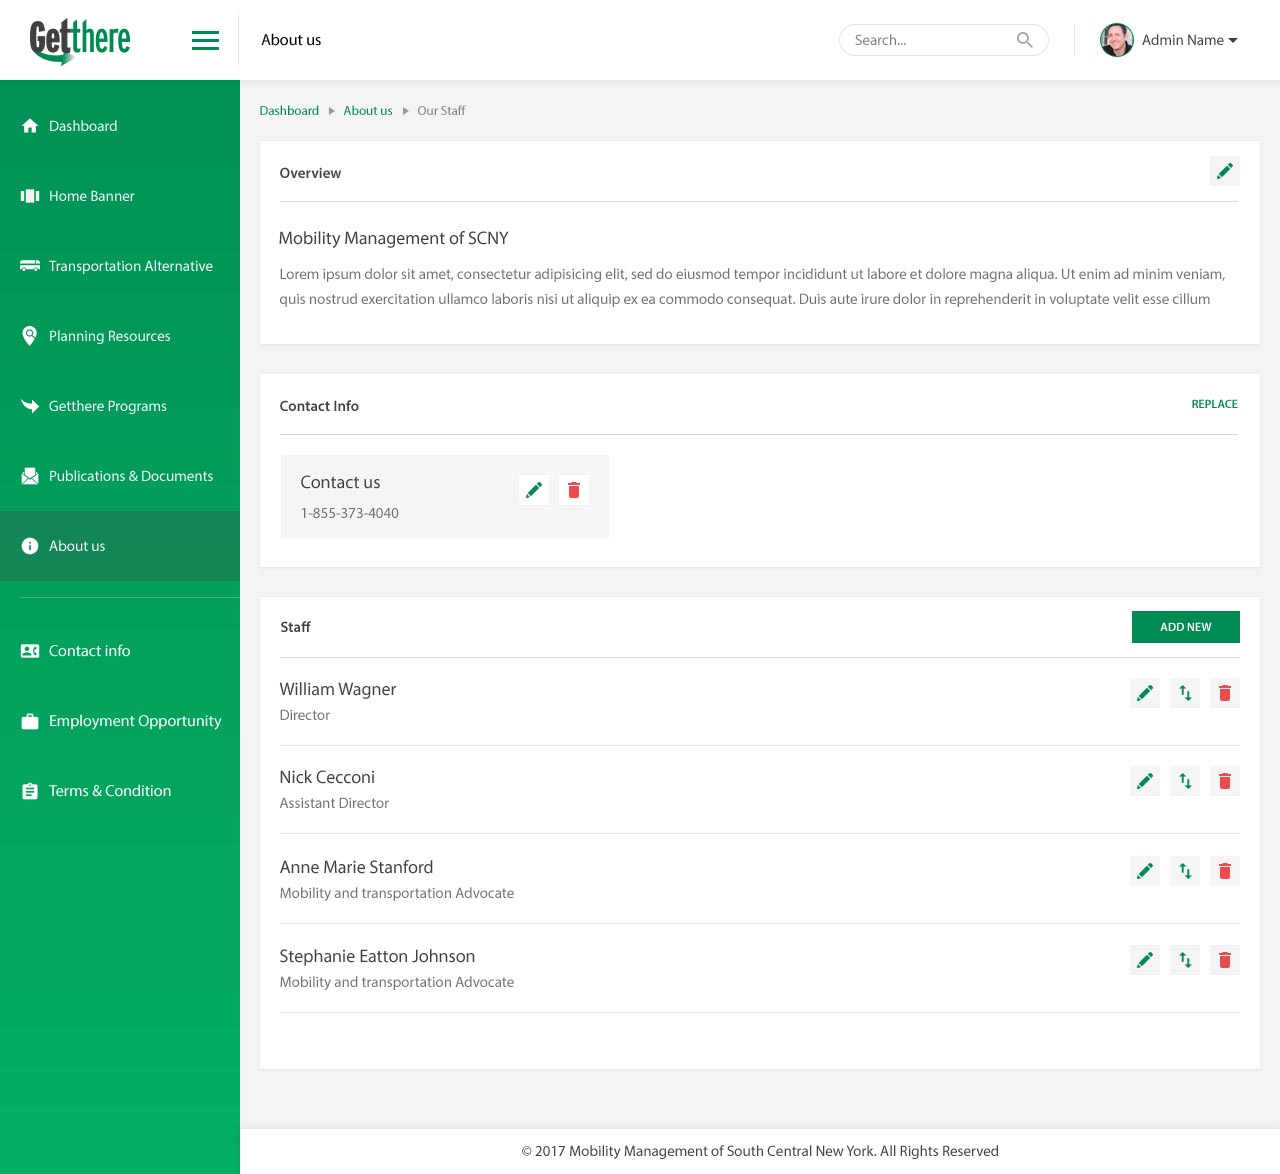 Getthere
About us
Search...
Admin Name
Dashboard
Home Banner
Transportation Alternative
Planning Resources
Getthere Programs
Publications & Documents
About us
Contact info
Employment Opportunity
Terms & Condition
Dashboard About us Our Staff
Overview
Mobility Management of SCNY
Lorem ipsum dolor sit amet, consectetur adipisicing elit, sed do eiusmod tempor incididunt ut labore et dolore magna aliqua. Ut enim ad minim veniam,
quis nostrud exercitation ullamco laboris nisi ut aliquip ex ea commodo consequat. Duis aute irure dolor in reprehenderit in voluptate velit esse cillum
Contact Info
REPLACE
Contact us
1-855-373-4040
Staff
ADD NEW
William Wagner
Director
Nick Cecconi
Assistant Director
Anne Marie Stanford
Mobility and transportation Advocate
Stephanie Eatton Johnson
Mobility and transportation Advocate
© 2017 Mobility Management of South Central New York. All Rights Reserved